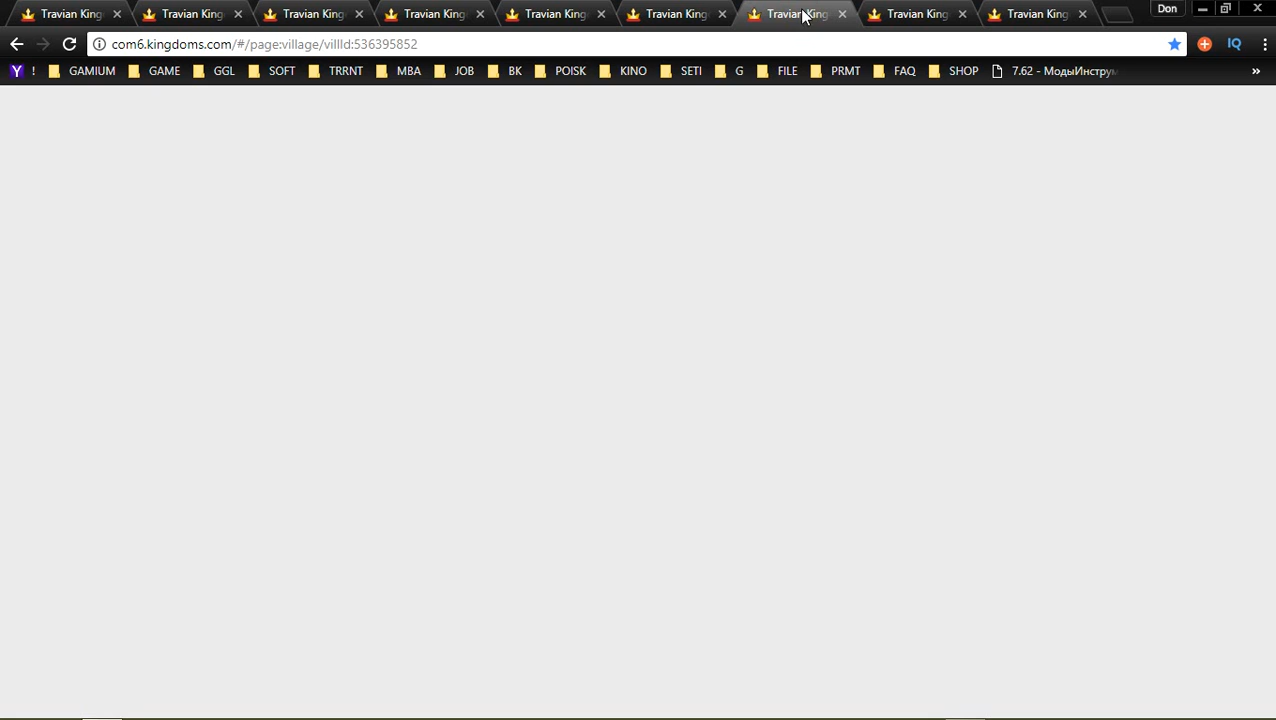 Travian King Travian King Travian King Travian King Travian King Travian King Travian King Travian King Travian King Don
com6.kingdoms.com/#/page:village/villId:536395852 IQ
Y ! GAMIUM GAME GGL SOFT TRRNT MBA JOB BK POISK KINO SETI G FILE PRMT FAQ SHOP 7.62 - МодыИнструм »